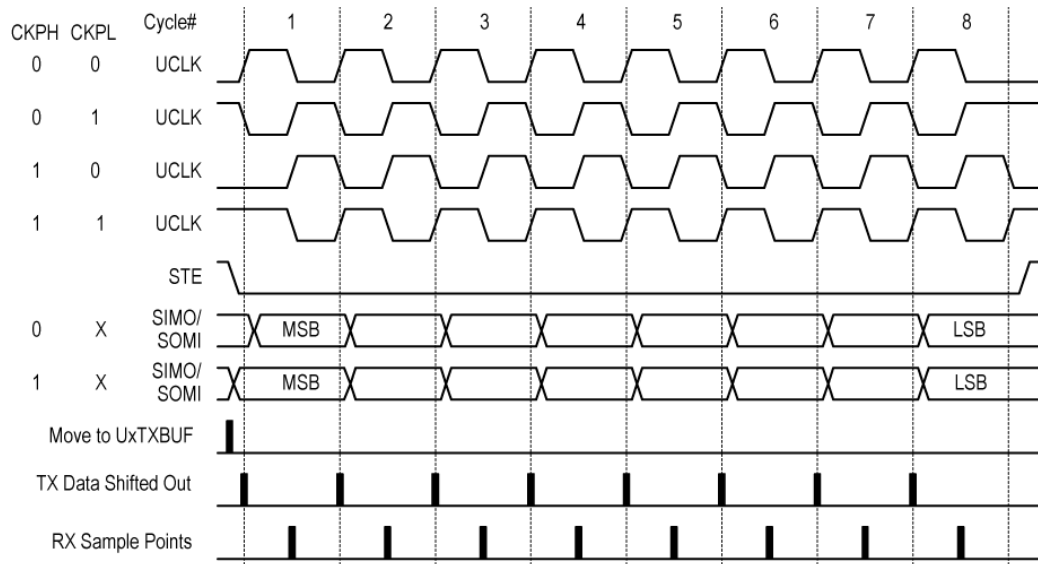 CKPH CKPL Cycle# 1 2 3 4 5 6 7 8
0 0 UCLK
0 1 UCLK
1 0 UCLK
1 1 UCLK
STE
0 X SIMO/
SOMI MSB LSB
1 X SIMO/
SOMI MSB LSB
Move to UxTXBUF
TX Data Shifted Out
RX Sample Points